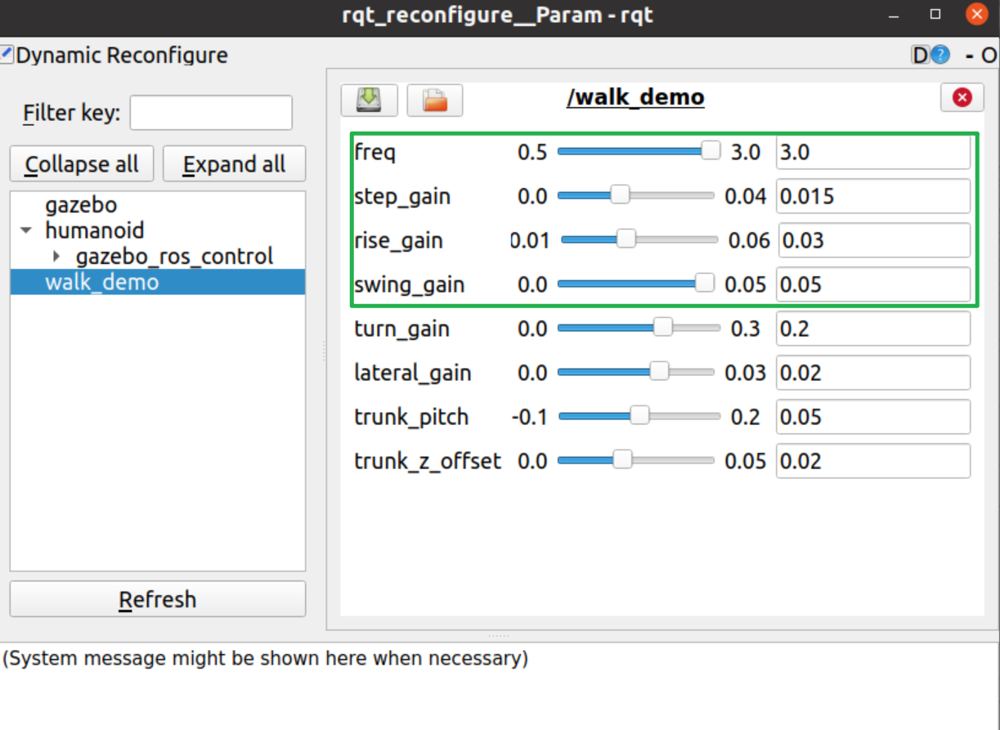 rqt_reconfigure__Param - rqt
Dynamic Reconfigure
D? - O
Filter key:
Collapse all Expand all
gazebo
humanoid
gazebo_ros_control
walk_demo
Refresh
/walk_demo
freq 0.5 3.0 3.0
step_gain 0.0 0.04 0.015
rise_gain 0.01 0.06 0.03
swing_gain 0.0 0.05 0.05
turn_gain 0.0 0.3 0.2
lateral_gain 0.0 0.03 0.02
trunk_pitch -0.1 0.2 0.05
trunk_z_offset 0.0 0.05 0.02
(System message might be shown here when necessary)